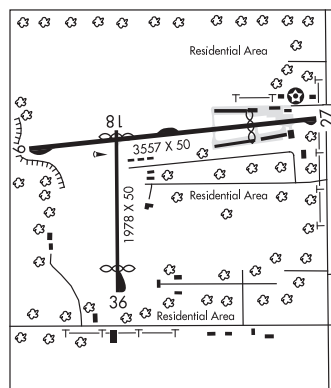 Residential Area
18
27
9
3557 X 50
1978 X 50
Residential Area
36
Residential Area